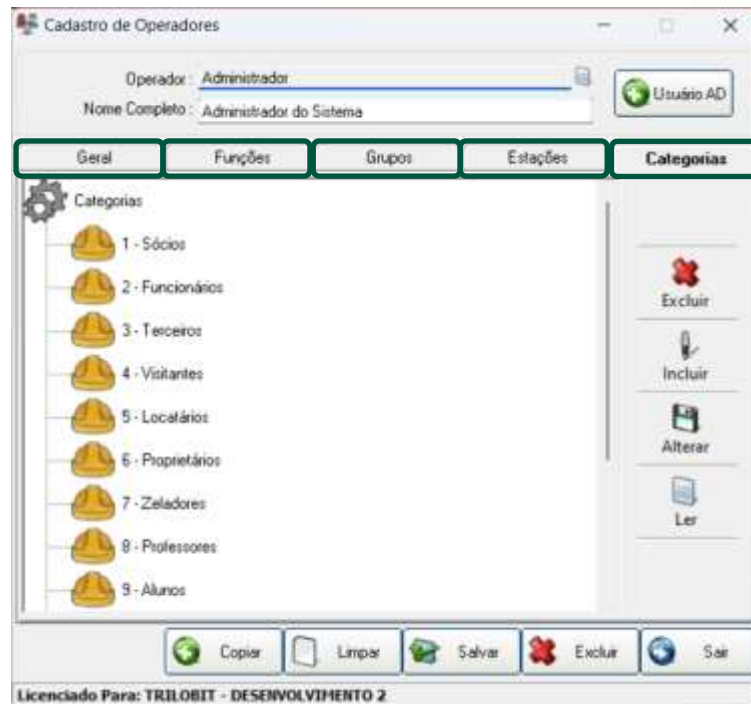 Cadastro de Operadores
Operador : Administrador
Usuário AD
Nome Completo : Administrador do Sistema
Geral Funções Grupos Estações Categorias
Categorias
1 - Sócios
2 - Funcionários
3 - Terceiros
4 - Visitantes
5 - Locatários
6 - Proprietários
7 - Zeladores
8 - Professores
9 - Alunos
Excluir
Incluir
Alterar
Ler
Copiar Limpar Salvar Excluir Sair
Licenciado Para: TRILOBIT - DESENVOLVIMENTO 2